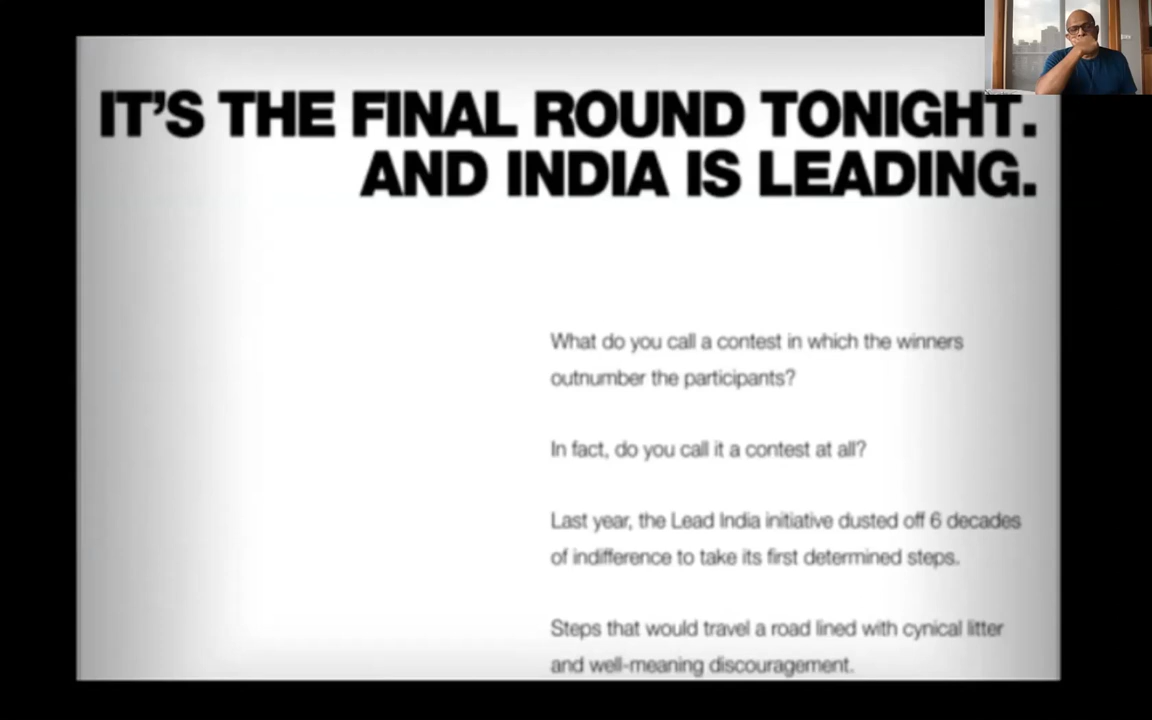 IT'S THE FINAL ROUND TONIGHT.
AND INDIA IS LEADING.
What do you call a contest in which the winners
outnumber the participants?
In fact, do you call it a contest at all?
Last year, the Lead India initiative dusted off 6 decades
of indifference to take its first determined steps.
Steps that would travel a road lined with cynical litter
and well-meaning discouragement.